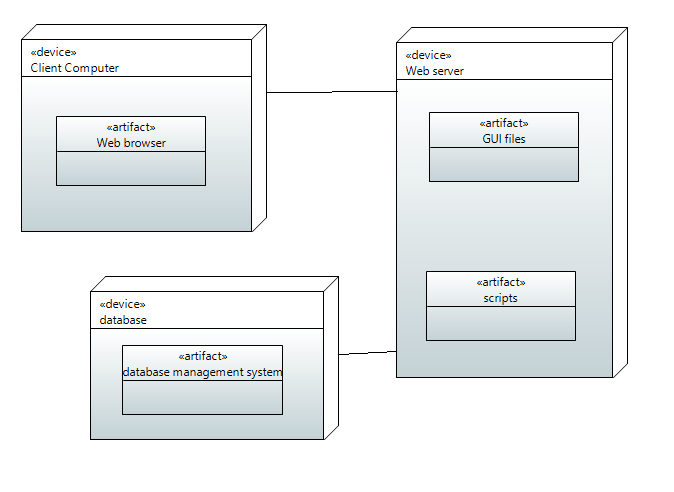 «device»
Client Computer
«artifact»
Web browser
«device»
Web server
«artifact»
GUI files
«artifact»
scripts
«device»
database
«artifact»
database management system